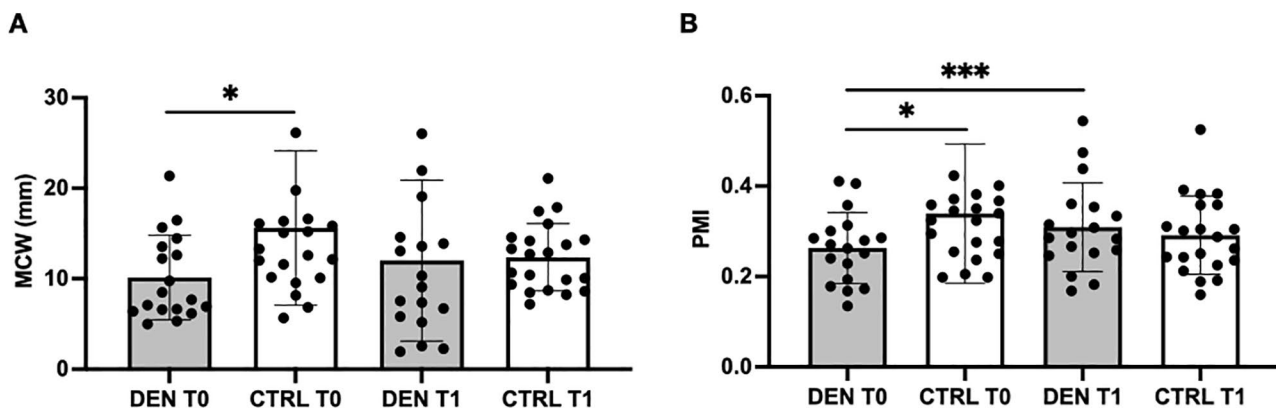 A
MCW (mm)
30
20
10
0
*
DEN T0
CTRL T0
DEN T1
CTRL T1
B
PMI
0.6
0.4
0.2
0.0
***
*
DEN T0
CTRL T0
DEN T1
CTRL T1